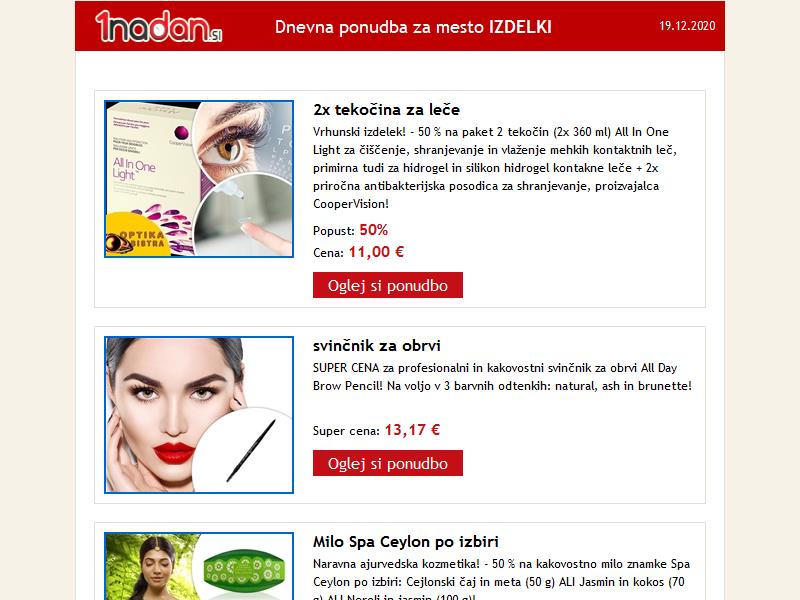 1nadan.si
Dnevna ponudba za mesto IZDELKI
19.12.2020
CooperVision
All In One
Light
OPTIKA
BISTRA
2x tekočina za leče
Vrhunski izdelek! - 50 % na paket 2 tekočin (2x 360 ml) All In One
Light za čiščenje, shranjevanje in vlaženje mehkih kontaktnih leč,
primirna tudi za hidrogel in silikon hidrogel kontakne leče + 2x
priročna antibakterijska posodica za shranjevanje, proizvajalca
CooperVision!
Popust: 50%
Cena: 11,00 €
Oglej si ponudbo
svinčnik za obrvi
SUPER CENA za profesionalni in kakovostni svinčnik za obrvi All Day
Brow Pencil! Na voljo v 3 barvnih odtenkih: natural, ash in brunette!
Super cena: 13,17 €
Oglej si ponudbo
Milo Spa Ceylon po izbiri
Naravna ajurvedska kozmetika! - 50 % na kakovostno milo znamke Spa
Ceylon po izbiri: Cejlonski čaj in meta (50 g) ALI Jasmin in kokos (70
g) ALI Neroli in jasmin (100 g)!